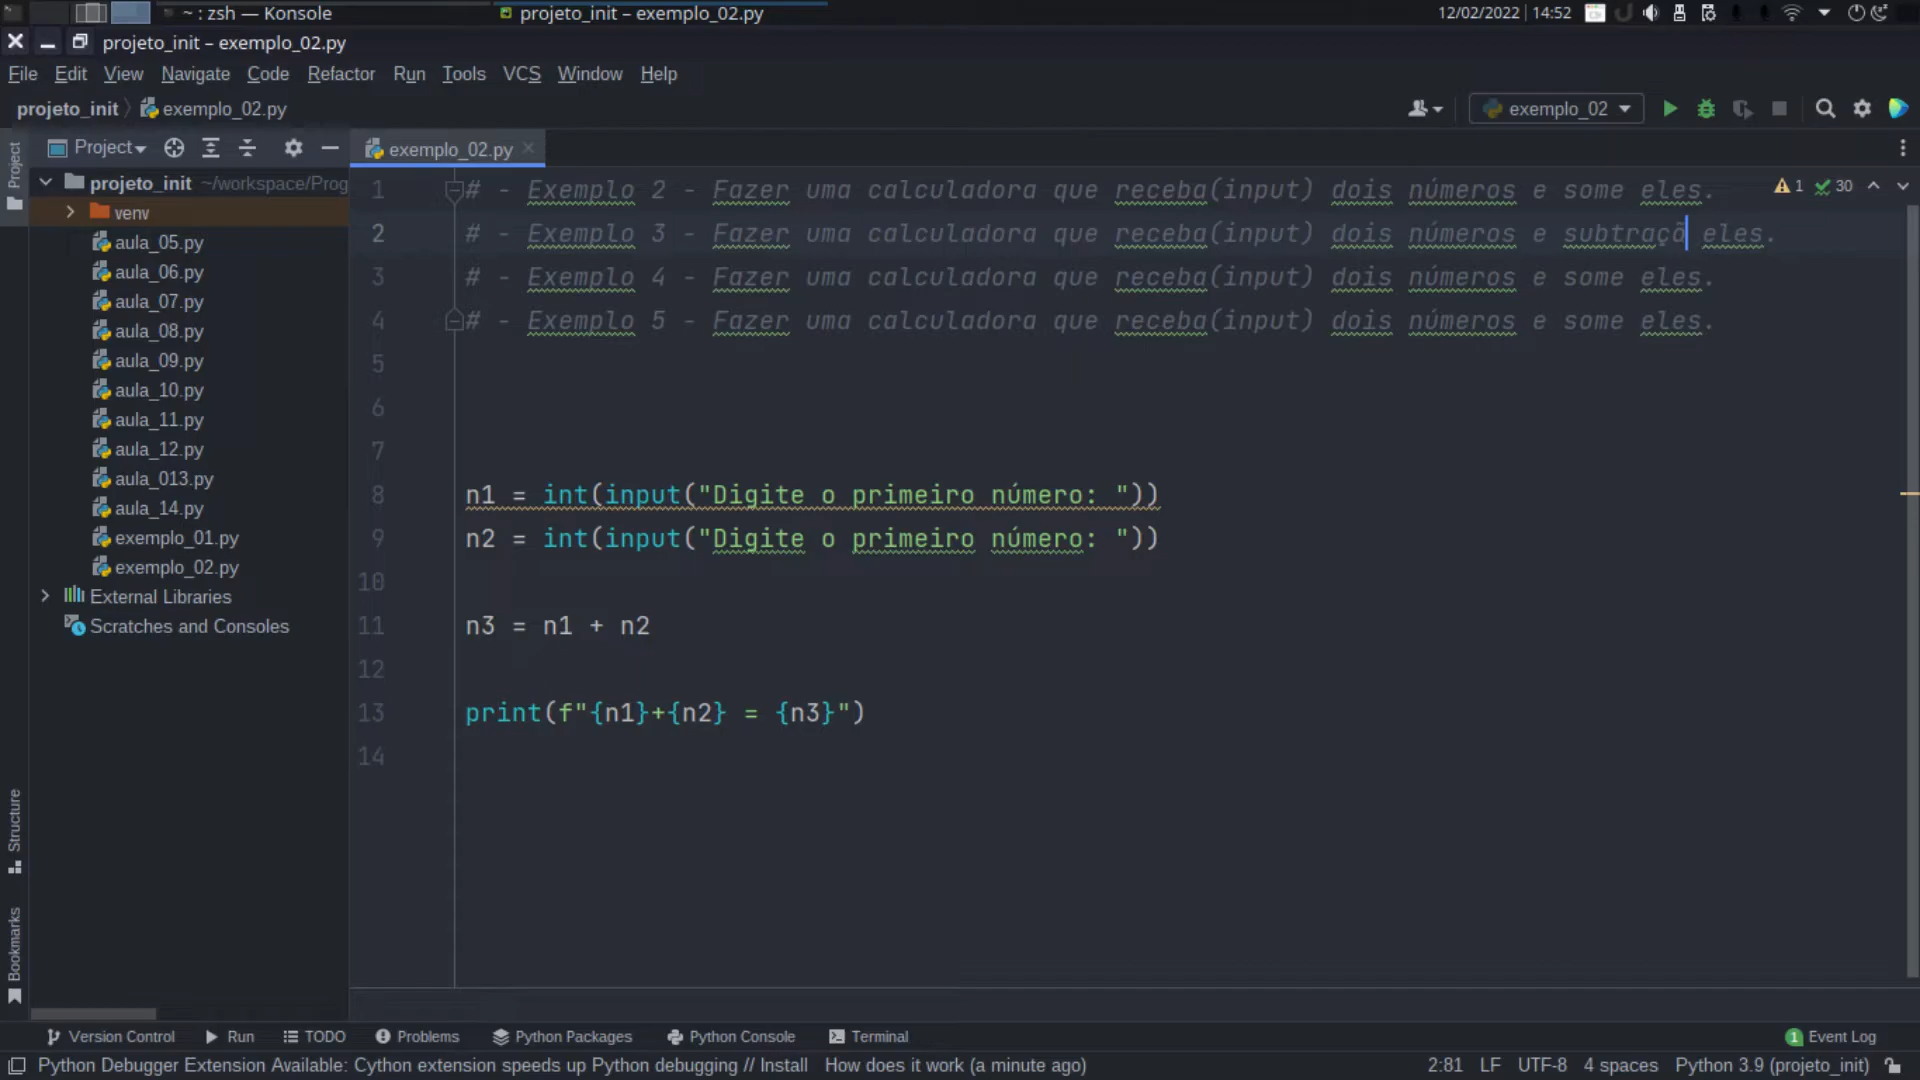 ~ : zsh — Konsole
projeto_init – exemplo_02.py
12/02/2022 | 14:52
projeto_init – exemplo_02.py
File Edit View Navigate Code Refactor Run Tools VCS Window Help
projeto_init exemplo_02.py
exemplo_02
Project
exemplo_02.py
Project
projeto_init ~/workspace/Prog
venv
aula_05.py
aula_06.py
aula_07.py
aula_08.py
aula_09.py
aula_10.py
aula_11.py
aula_12.py
aula_013.py
aula_14.py
exemplo_01.py
exemplo_02.py
External Libraries
Scratches and Consoles
1 # - Exemplo 2 - Fazer uma calculadora que receba(input) dois números e some eles.
1 30
2 # - Exemplo 3 - Fazer uma calculadora que receba(input) dois números e subtraçõ eles.
3 # - Exemplo 4 - Fazer uma calculadora que receba(input) dois números e some eles.
4 # - Exemplo 5 - Fazer uma calculadora que receba(input) dois números e some eles.
5
6
7
8 n1 = int(input("Digite o primeiro número: "))
9 n2 = int(input("Digite o primeiro número: "))
10
11 n3 = n1 + n2
12
13 print(f"{n1}+{n2} = {n3}")
14
Structure
Bookmarks
Version Control Run TODO Problems Python Packages Python Console Terminal
1 Event Log
Python Debugger Extension Available: Cython extension speeds up Python debugging // Install How does it work (a minute ago)
2:81 LF UTF-8 4 spaces Python 3.9 (projeto_init)